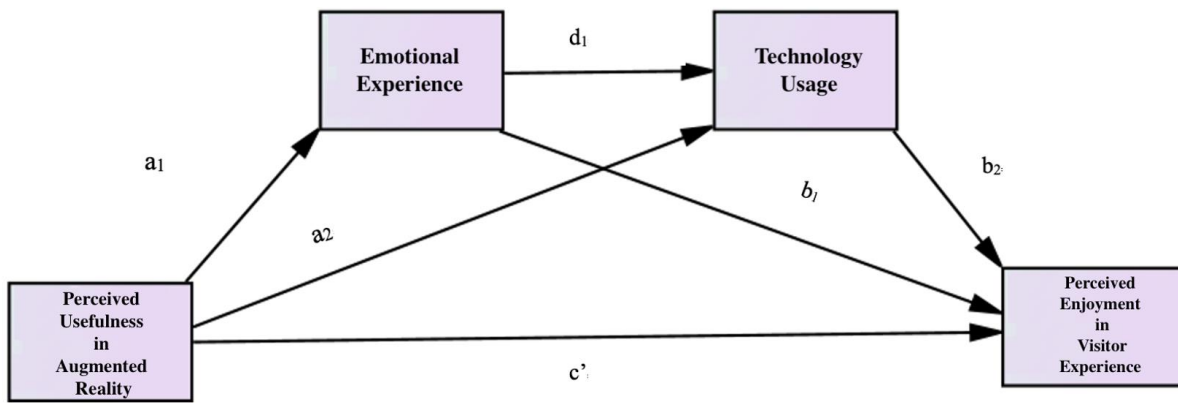 d1
Emotional
Experience
Technology
Usage
a1
b2
b1
a2
Perceived
Usefulness
in
Augmented
Reality
Perceived
Enjoyment
in
Visitor
Experience
c’